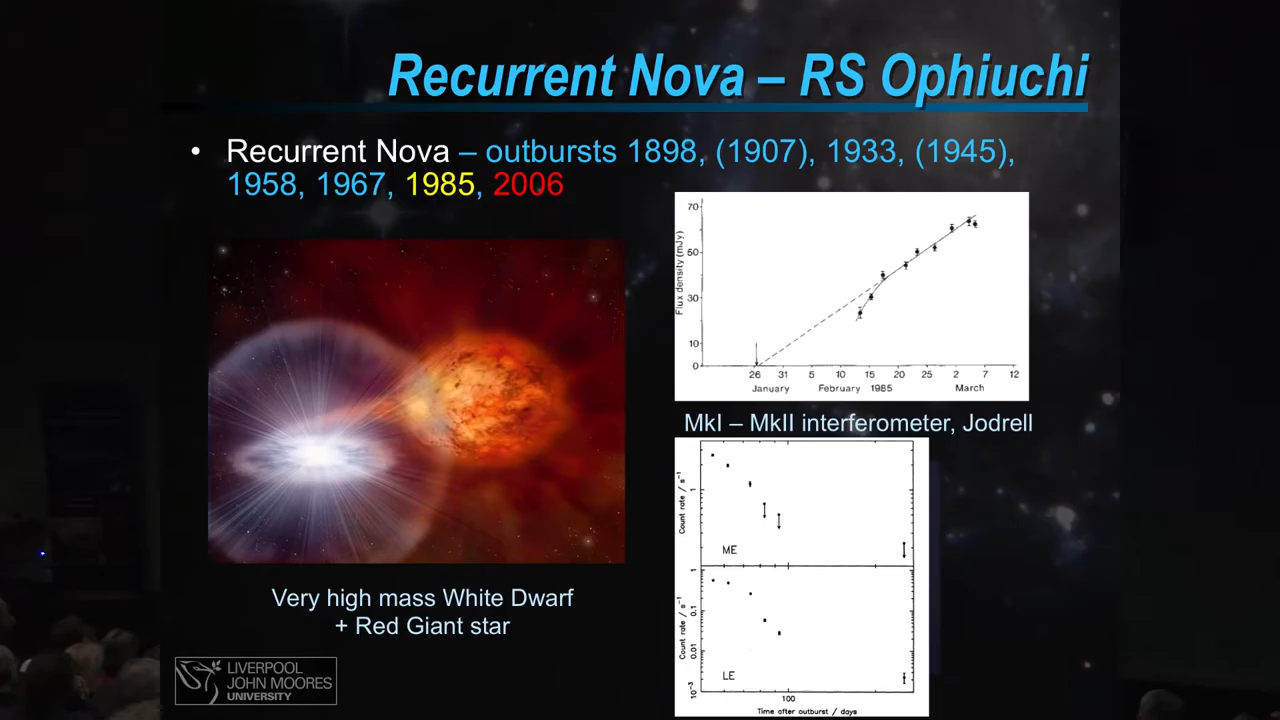 Recurrent Nova – RS Ophiuchi
• Recurrent Nova – outbursts 1898, (1907), 1933, (1945),
1958, 1967, 1985, 2006
70
50
30
10
0
Flux density (mJy)
26 31 5 10 15 20 25 2 7 12
January February 1985 March
MkI – MkII interferometer, Jodrell
Count rate / s⁻¹
1
ME
Count rate / s⁻¹
1
0.1
0.01
10⁻³
LE
100
Time after outburst / days
Very high mass White Dwarf
+ Red Giant star
LIVERPOOL
JOHN MOORES
UNIVERSITY